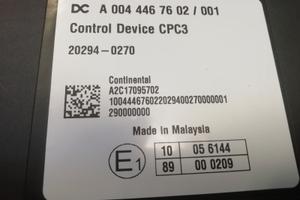 DC A 004 446 76 02 / 001
Control Device CPC3
20294-0270
Continental
A2C17095702
100444676022029400270000001
290000000
Made in Malaysia
E1
10 05 6144
89 00 0209